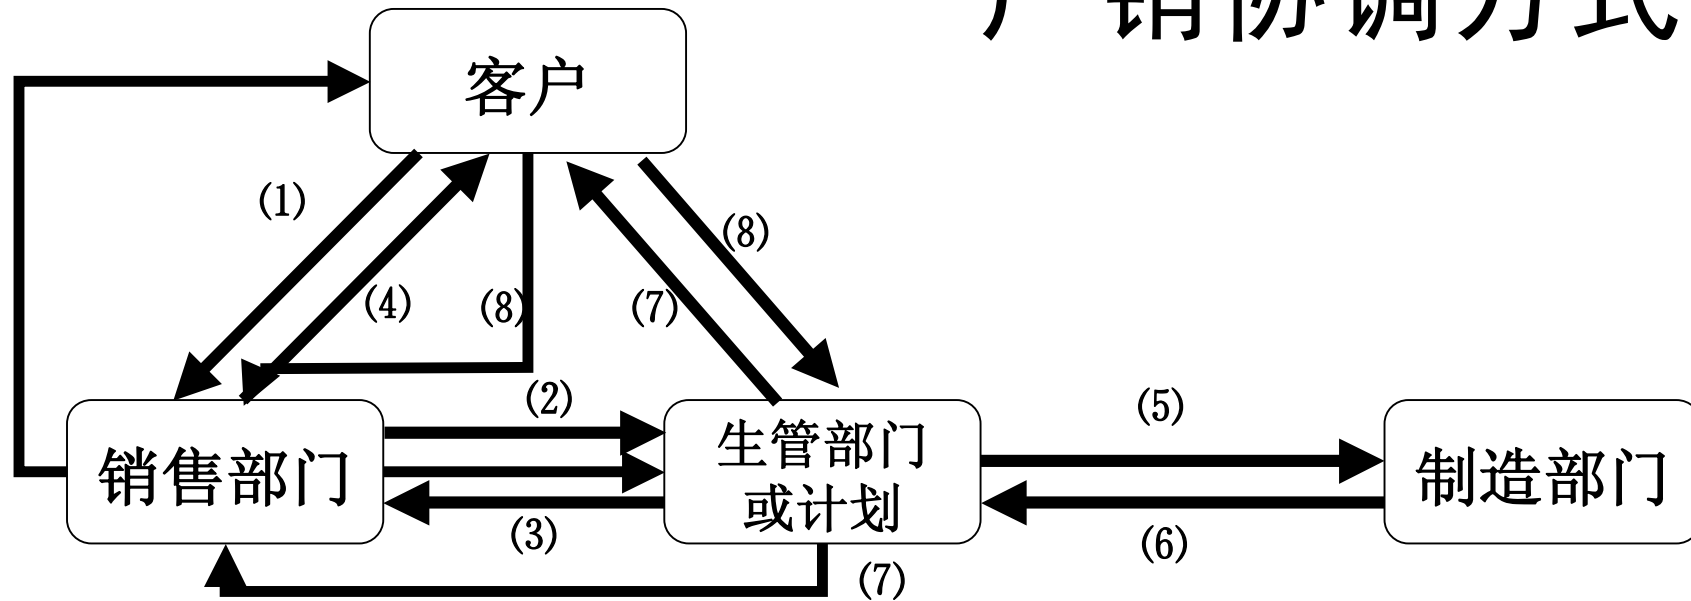 产销协调方式
客户
(1)
(8)
(4)
(8)
(7)
(2)
(5)
销售部门
生管部门
或计划
制造部门
(3)
(6)
(7)